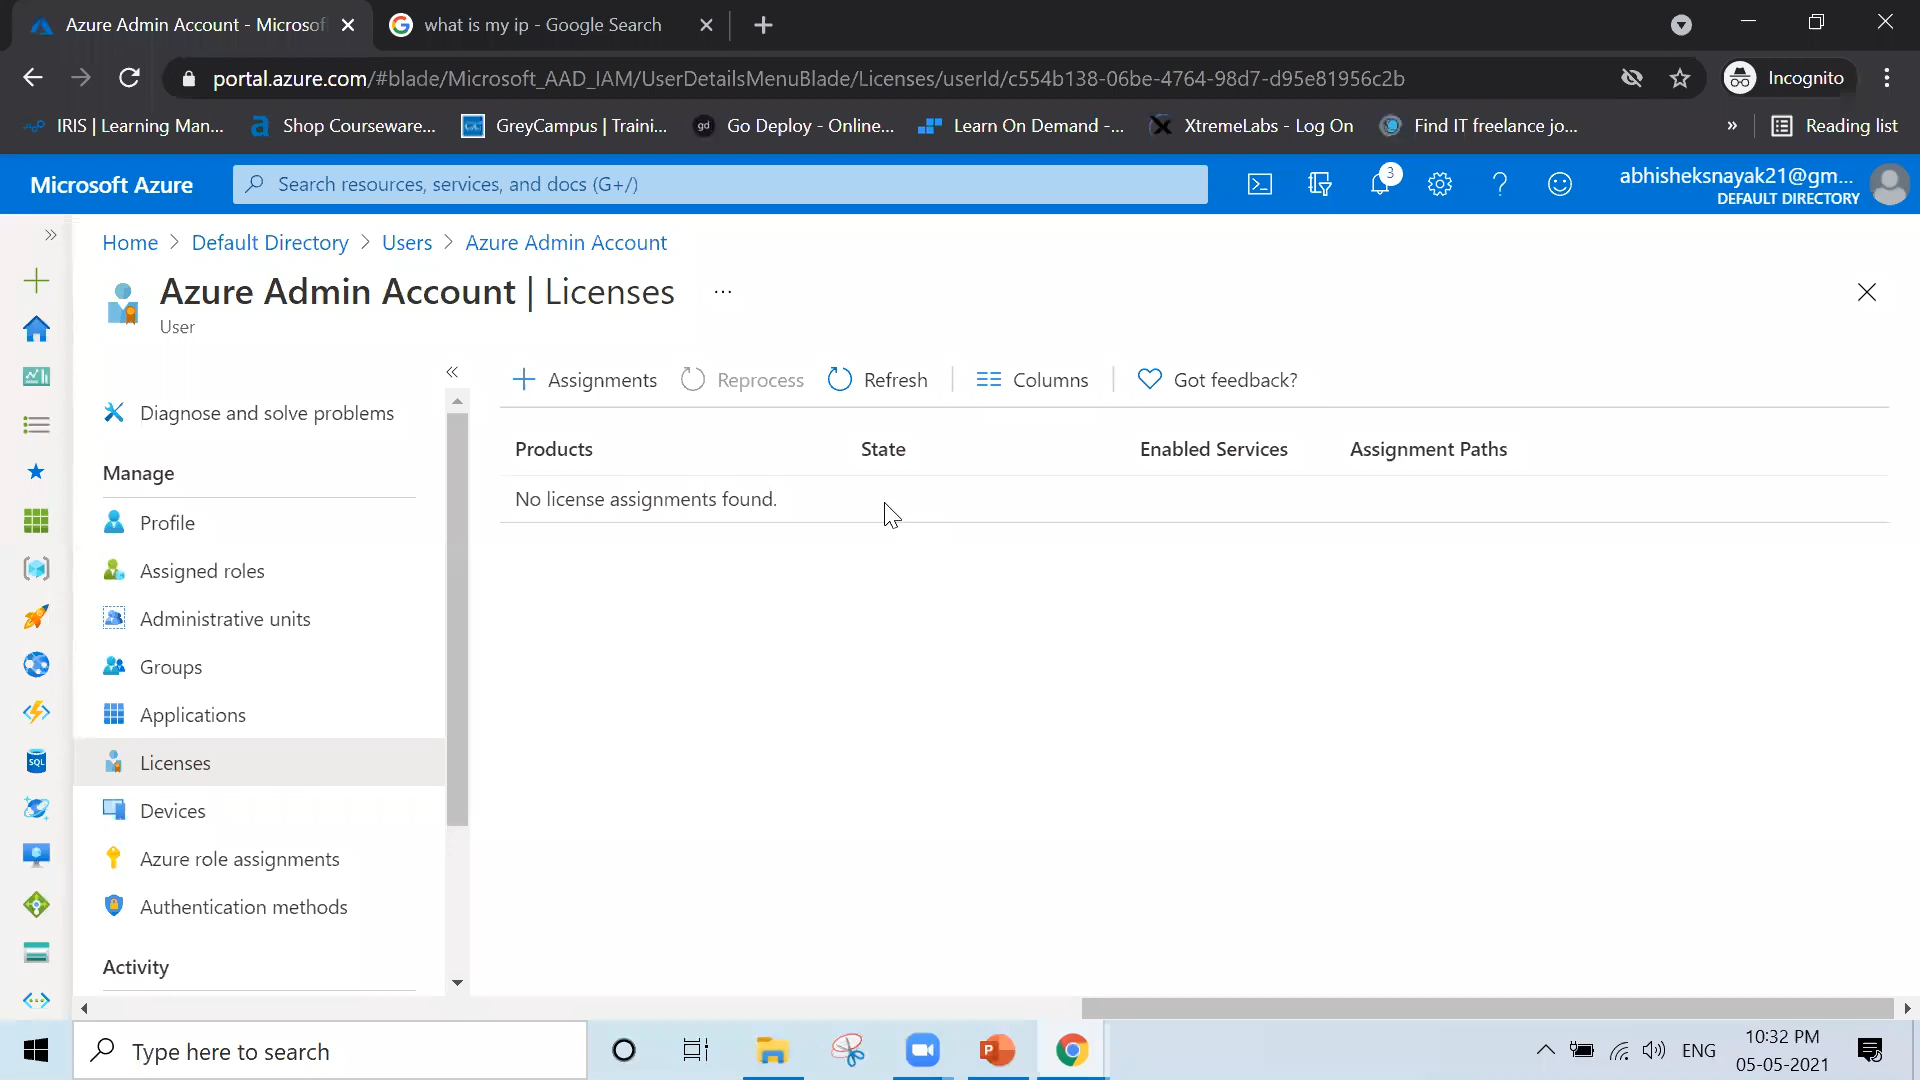 Azure Admin Account - Microsof
what is my ip - Google Search
portal.azure.com/#blade/Microsoft_AAD_IAM/UserDetailsMenuBlade/Licenses/userId/c554b138-06be-4764-98d7-d95e81956c2b
Incognito
IRIS | Learning Man...
Shop Courseware...
GC
GreyCampus | Traini...
gd
Go Deploy - Online...
Learn On Demand -...
XtremeLabs - Log On
Find IT freelance jo...
»
Reading list
Microsoft Azure
Search resources, services, and docs (G+/)
3
abhisheksnayak21@gm...
DEFAULT DIRECTORY
Home > Default Directory > Users > Azure Admin Account
Azure Admin Account | Licenses ...
User
Diagnose and solve problems
Manage
Profile
Assigned roles
Administrative units
Groups
Applications
Licenses
Devices
Azure role assignments
Authentication methods
Activity
SQL
Assignments
Reprocess
Refresh
Columns
Got feedback?
Products State Enabled Services Assignment Paths
No license assignments found.
Type here to search
P
ENG
10:32 PM
05-05-2021